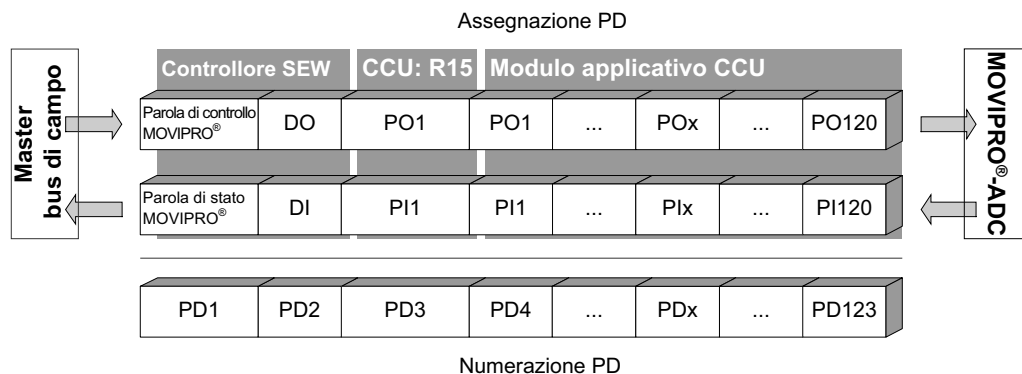 Assegnazione PD
Master
bus di campo
Controllore SEW CCU: R15 Modulo applicativo CCU
Parola di controllo
MOVIPRO® DO PO1 PO1 ... POx ... PO120
Parola di stato
MOVIPRO® DI PI1 PI1 ... PIx ... PI120
MOVIPRO®-ADC
PD1 PD2 PD3 PD4 ... PDx ... PD123
Numerazione PD